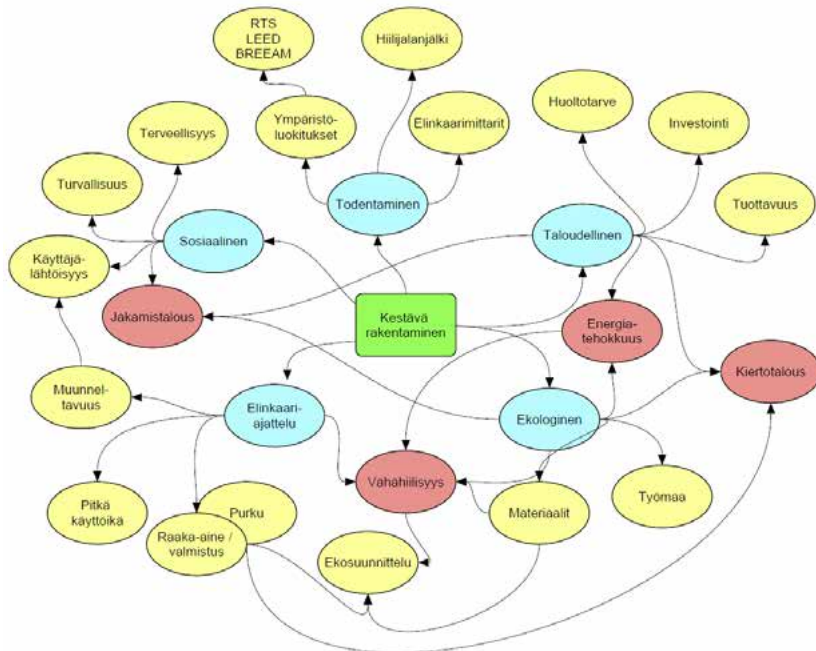 RTS
LEED
BREEAM
Hiilijalanjälki
Huoltotarve
Investointi
Ympäristö-
luokitukset
Elinkaarimittarit
Terveellisyys
Turvallisuus
Todentaminen
Tuottavuus
Sosiaalinen
Taloudellinen
Käyttäjä-
lähtöisyys
Jakamistalous
Kestävä
rakentaminen
Energia-
tehokkuus
Kiertotalous
Muunnel-
tavuus
Elinkaari-
ajattelu
Ekologinen
Vähähiilisyys
Pitkä
käyttöikä
Purku
Raaka-aine /
valmistus
Materiaalit
Työmaa
Ekosuunnittelu